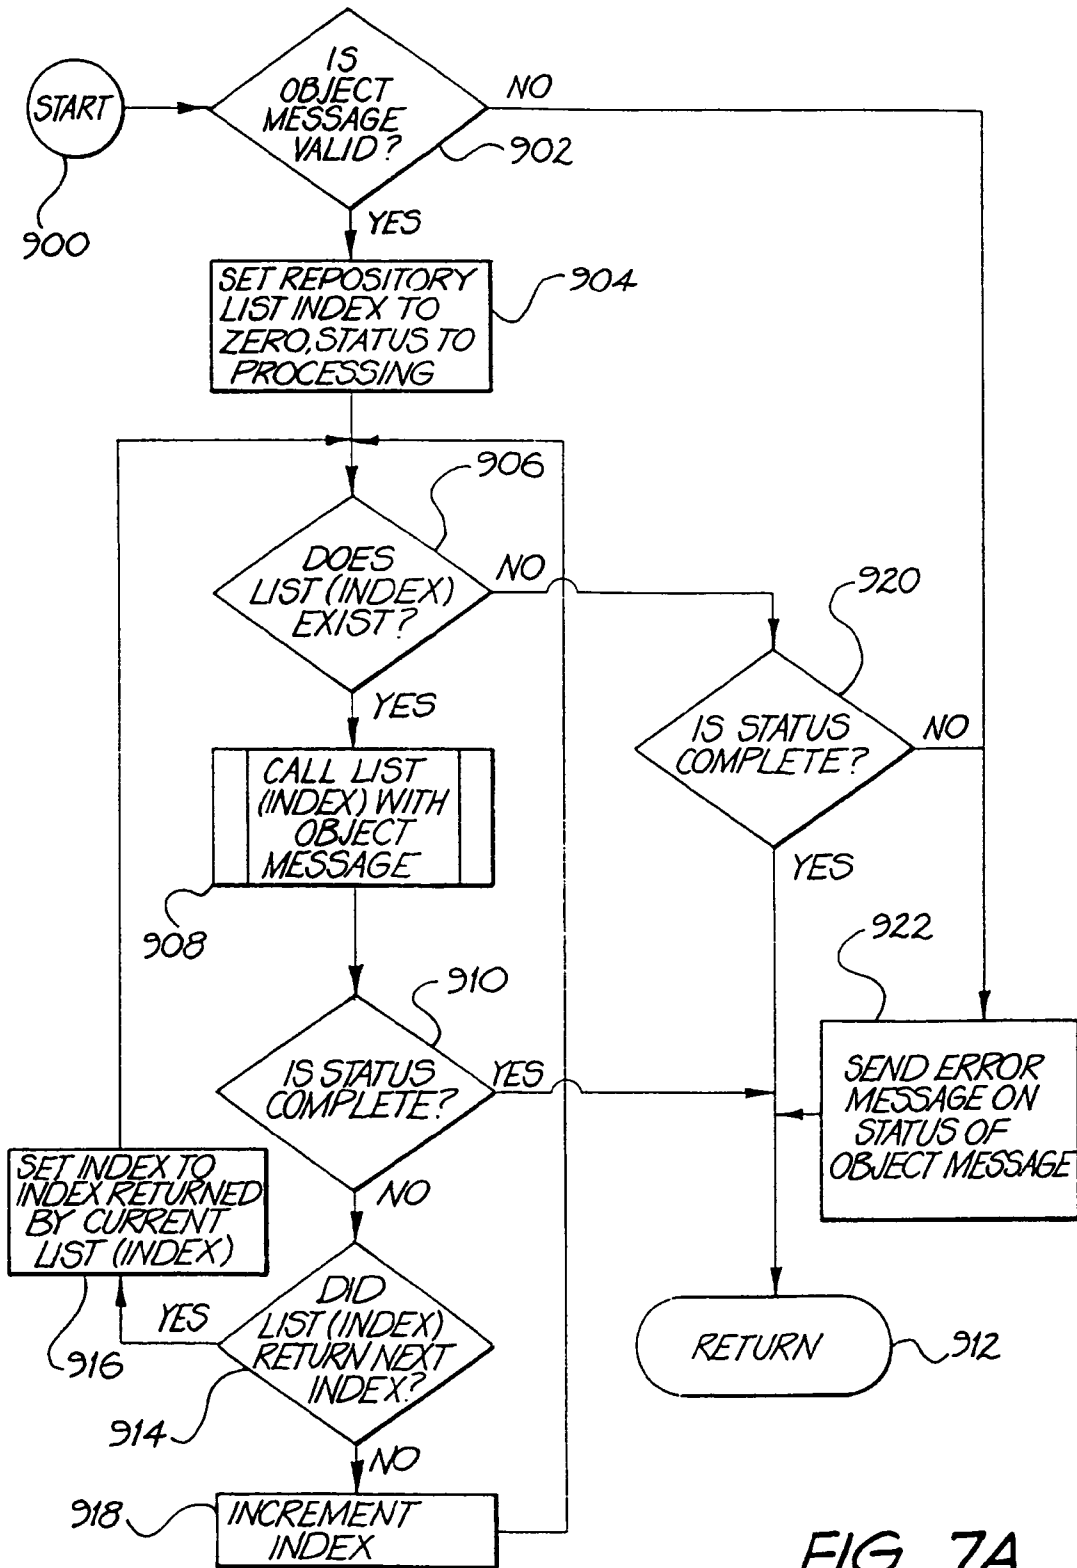 START
900
IS
OBJECT
MESSAGE
VALID?
902
NO
YES
SET REPOSITORY
LIST INDEX TO
ZERO, STATUS TO
PROCESSING
904
906
DOES
LIST (INDEX)
EXIST?
NO
YES
920
IS STATUS
COMPLETE?
NO
YES
CALL LIST
(INDEX) WITH
OBJECT
MESSAGE
908
910
IS STATUS
COMPLETE?
YES
NO
922
SEND ERROR
MESSAGE ON
STATUS OF
OBJECT MESSAGE
SET INDEX TO
INDEX RETURNED
BY CURRENT
LIST (INDEX)
916
YES
DID
LIST (INDEX)
RETURN NEXT
INDEX?
914
NO
RETURN
912
918
INCREMENT
INDEX
FIG. 7A